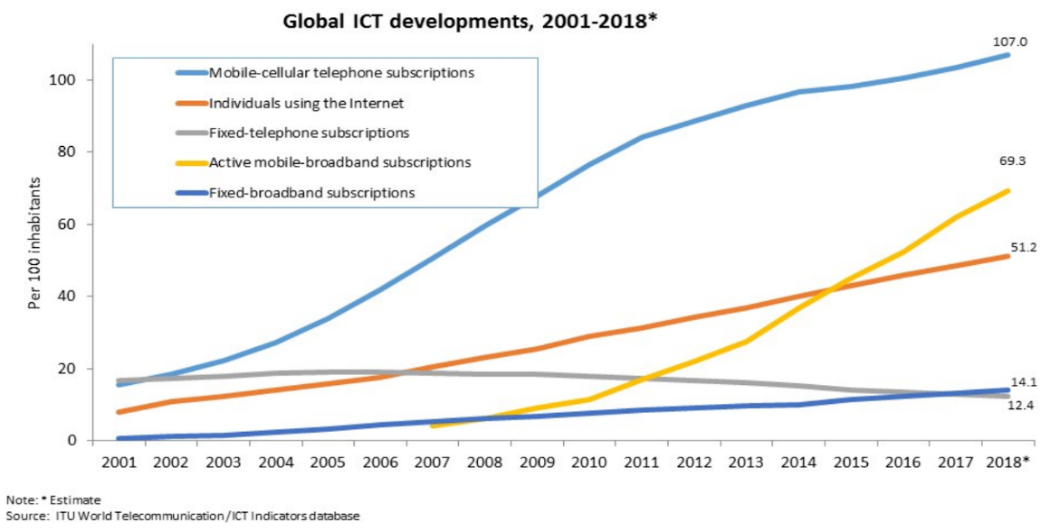 Global ICT developments, 2001-2018*
107.0
100
Mobile-cellular telephone subscriptions
Individuals using the Internet
Fixed-telephone subscriptions
Active mobile-broadband subscriptions
Fixed-broadband subscriptions
80
69.3
60
51.2
40
20
14.1
12.4
0
Per 100 inhabitants
2001 2002 2003 2004 2005 2006 2007 2008 2009 2010 2011 2012 2013 2014 2015 2016 2017 2018*
Note: * Estimate
Source: ITU World Telecommunication/ICT Indicators database